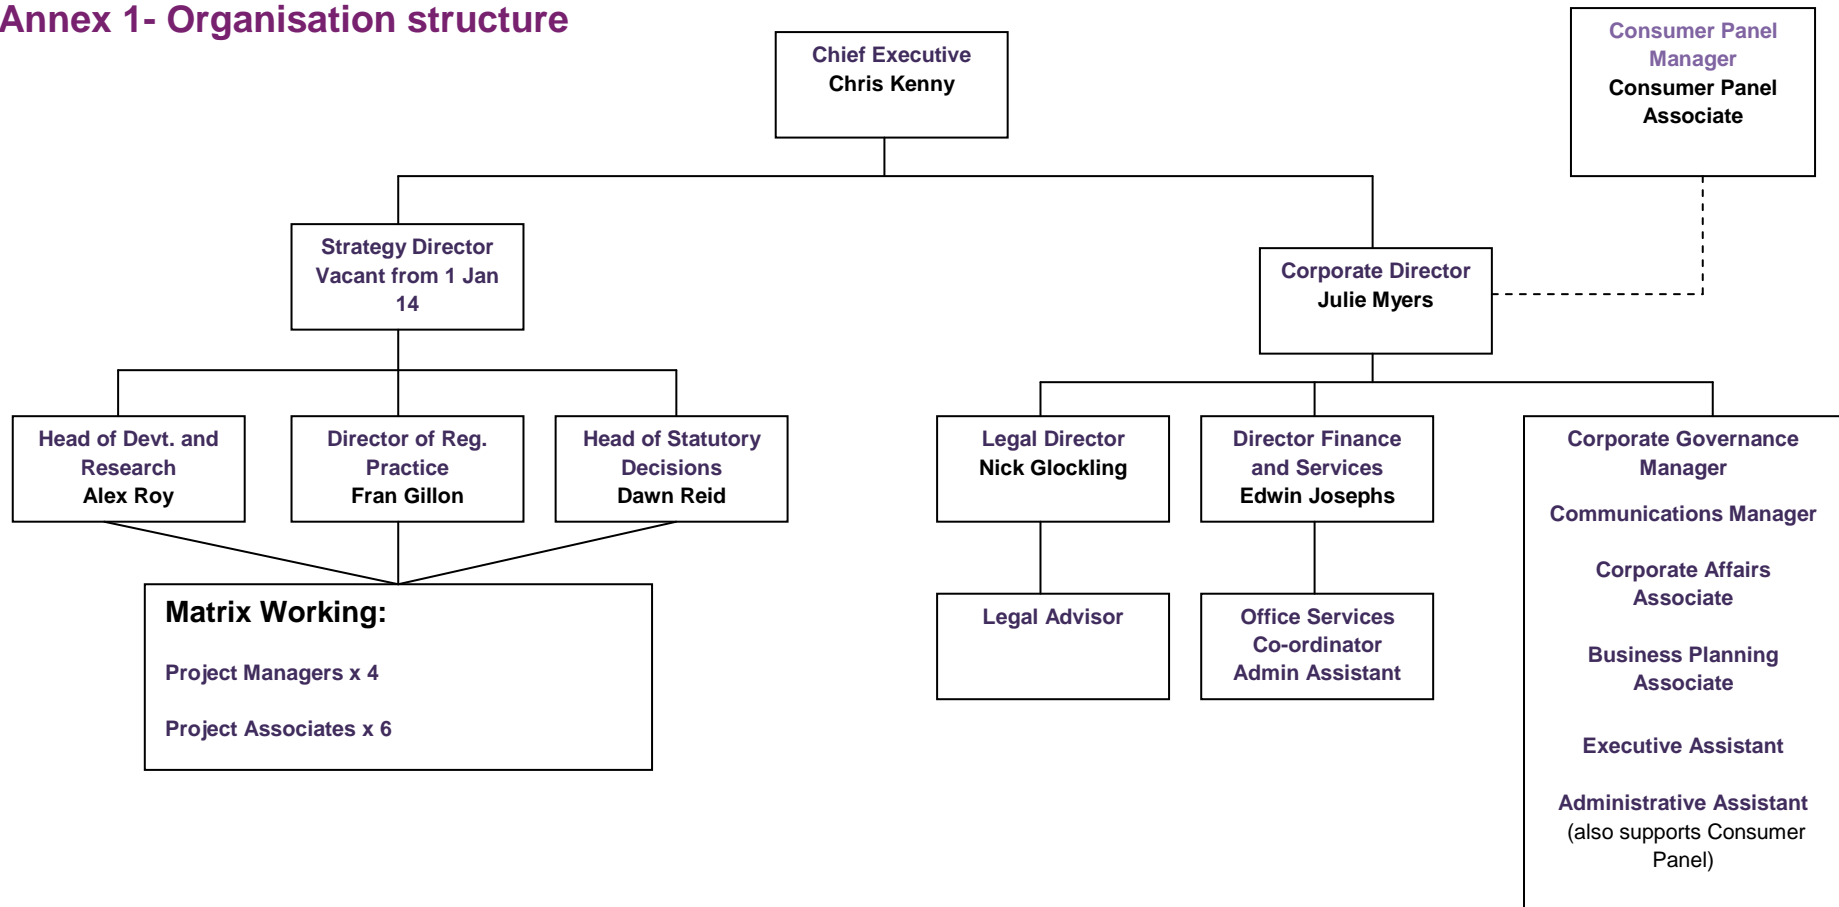 Annex 1- Organisation structure
Chief Executive
Chris Kenny
Consumer Panel
Manager
Consumer Panel
Associate
Strategy Director
Vacant from 1 Jan
14
Corporate Director
Julie Myers
Head of Devt. and
Research
Alex Roy
Director of Reg.
Practice
Fran Gillon
Head of Statutory
Decisions
Dawn Reid
Legal Director
Nick Glockling
Director Finance
and Services
Edwin Josephs
Corporate Governance
Manager
Communications Manager
Corporate Affairs
Associate
Business Planning
Associate
Executive Assistant
Administrative Assistant
(also supports Consumer
Panel)
Matrix Working:
Project Managers x 4
Project Associates x 6
Legal Advisor
Office Services
Co-ordinator
Admin Assistant